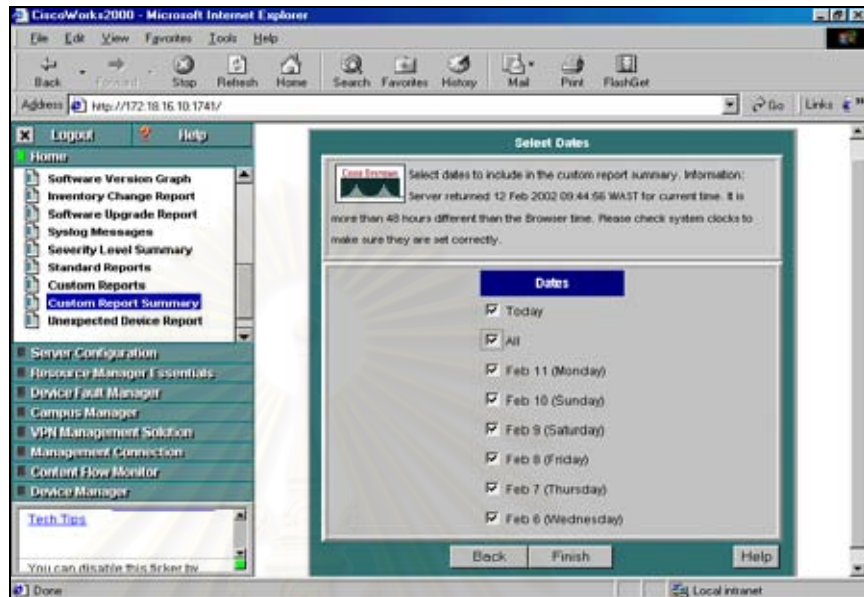 CiscoWorks2000 - Microsoft Internet Explorer
File Edit View Favorites Tools Help
Back Forward Stop Refresh Home Search Favorites History Mail Print FlashGet
Address http://172.18.16.10:1741/ Go Links
Logout Help
Home
Software Version Graph
Inventory Change Report
Software Upgrade Report
Syslog Messages
Severity Level Summary
Standard Reports
Custom Reports
Custom Report Summary
Unexpected Device Report
Server Configuration
Resource Manager Essentials
Device Fault Manager
Campus Manager
VPN Management Solution
Management Connection
Content Flow Monitor
Device Manager
Tech Tips
You can disable this ticker by
Select Dates
Cisco Systems
Select dates to include in the custom report summary. Information:
Server returned 12 Feb 2002 09:44:56 WAST for current time. It is
more than 48 hours different than the Browser time. Please check system clocks to
make sure they are set correctly.
Dates
Today
All
Feb 11 (Monday)
Feb 10 (Sunday)
Feb 9 (Saturday)
Feb 8 (Friday)
Feb 7 (Thursday)
Feb 6 (Wednesday)
Back Finish Help
Done Local intranet